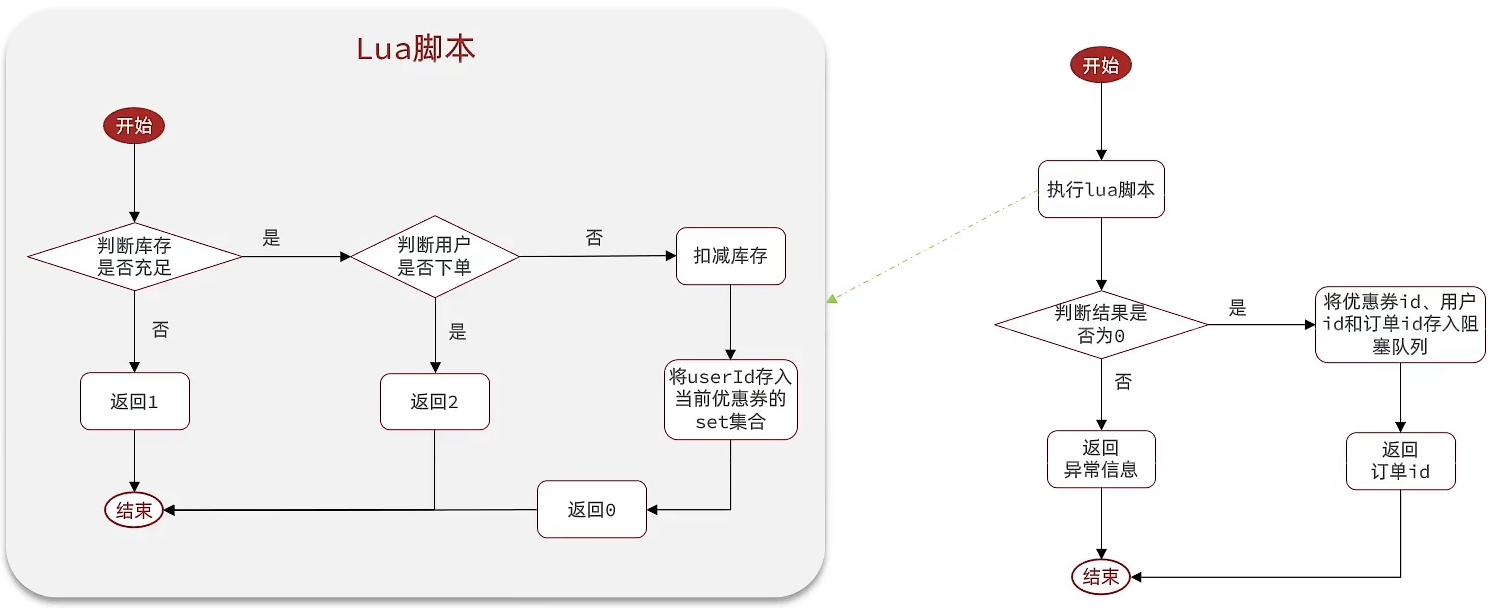 Lua脚本
开始
判断库存
是否充足
是
判断用户
是否下单
否
扣减库存
否
是
返回1
返回2
将userId存入
当前优惠券的
set集合
结束
返回0
开始
执行lua脚本
判断结果是
否为0
是
将优惠券id、用户
id和订单id存入阻
塞队列
否
返回
异常信息
返回
订单id
结束